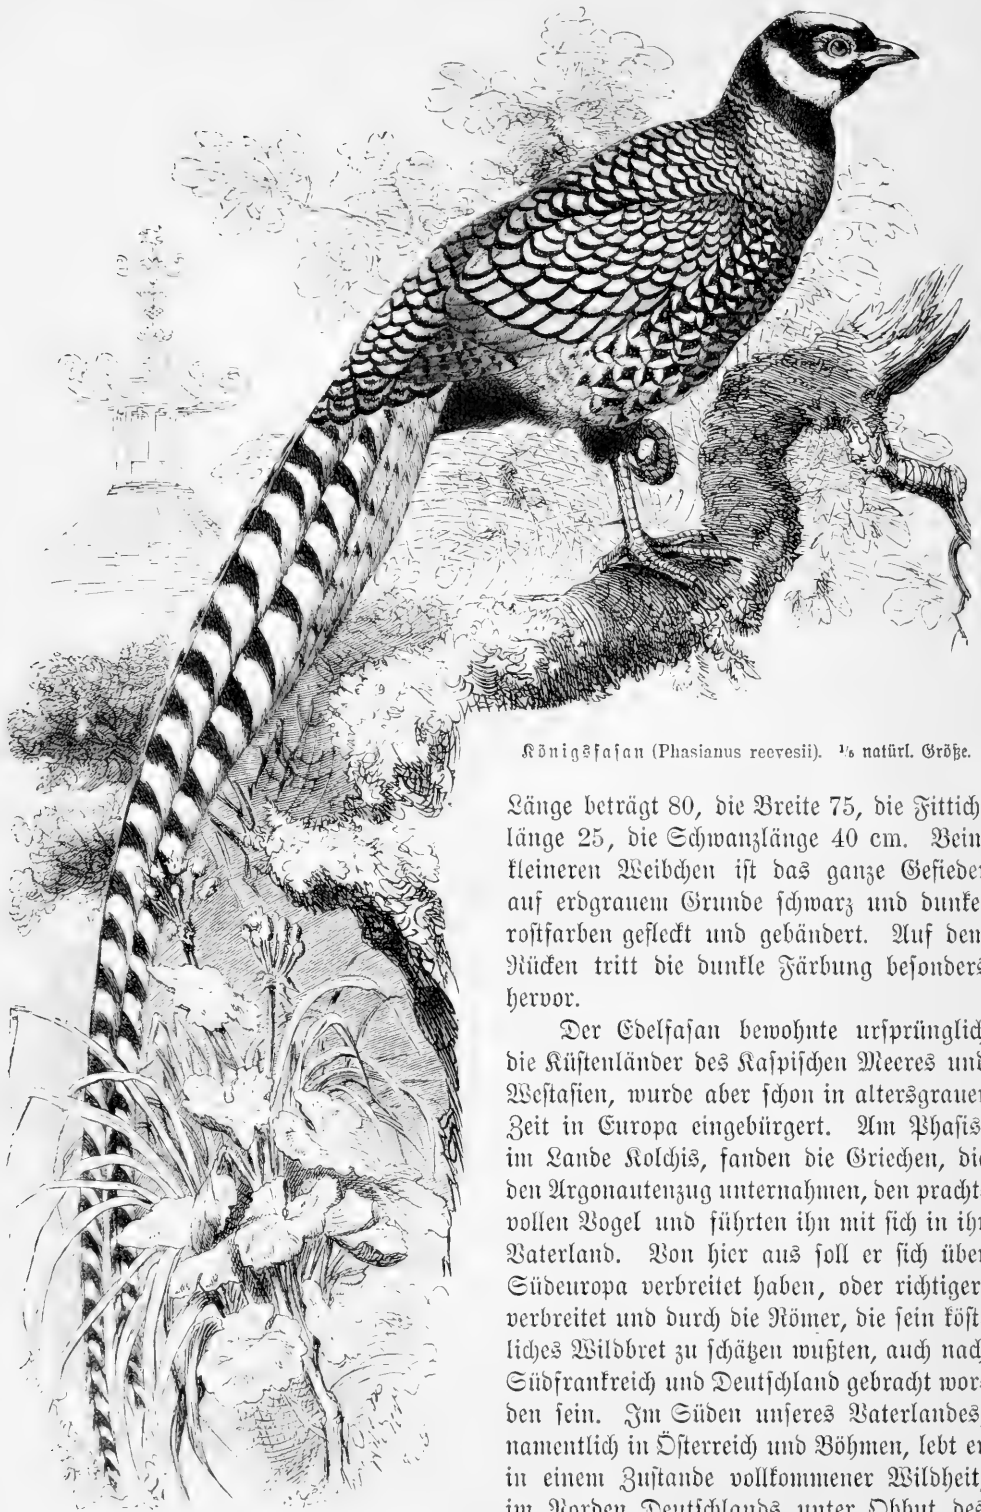 Königsfasan (Phasianus reevesii). ⅙ natürl. Größe.
Länge beträgt 80, die Breite 75, die Fittich
länge 25, die Schwanzlänge 40 cm. Beim
kleineren Weibchen ist das ganze Gefieder
auf erdgrauem Grunde schwarz und dunkel
rostfarben gefleckt und gebändert. Auf dem
Rücken tritt die dunkle Färbung besonders
hervor.
Der Edelfasan bewohnte ursprünglich
die Küstenländer des Kaspischen Meeres und
Westasien, wurde aber schon in altersgrauer
Zeit in Europa eingebürgert. Am Phasis,
im Lande Kolchis, fanden die Griechen, die
den Argonautenzug unternahmen, den pracht
vollen Vogel und führten ihn mit sich in ihr
Vaterland. Von hier aus soll er sich über
Südeuropa verbreitet haben, oder richtiger,
verbreitet und durch die Römer, die sein köst
liches Wildbret zu schätzen wußten, auch nach
Südfrankreich und Deutschland gebracht wor
den sein. Im Süden unseres Vaterlandes,
namentlich in Österreich und Böhmen, lebt er
in einem Zustande vollkommener Wildheit,
im Norden Deutschlands unter Obhut des